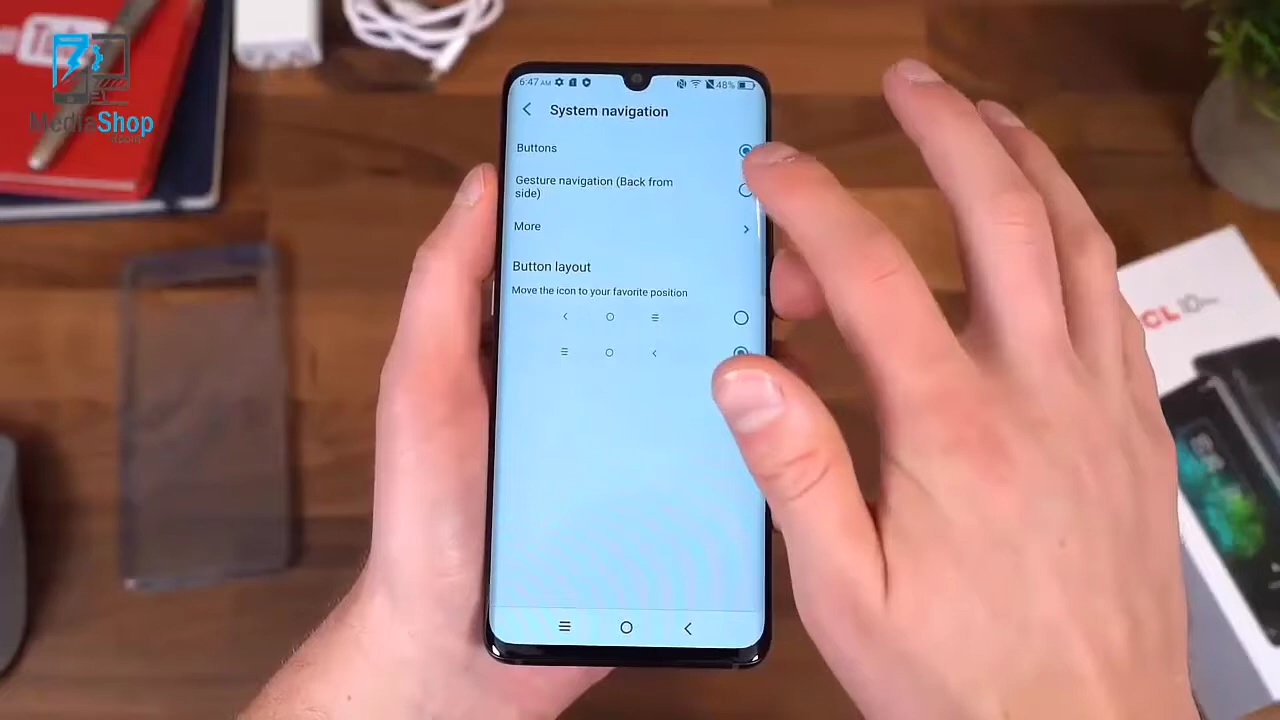 MediaShop
6:47 AM
48%
System navigation
Buttons
Gesture navigation (Back from
side)
More
Button layout
Move the icon to your favorite position
CL 10